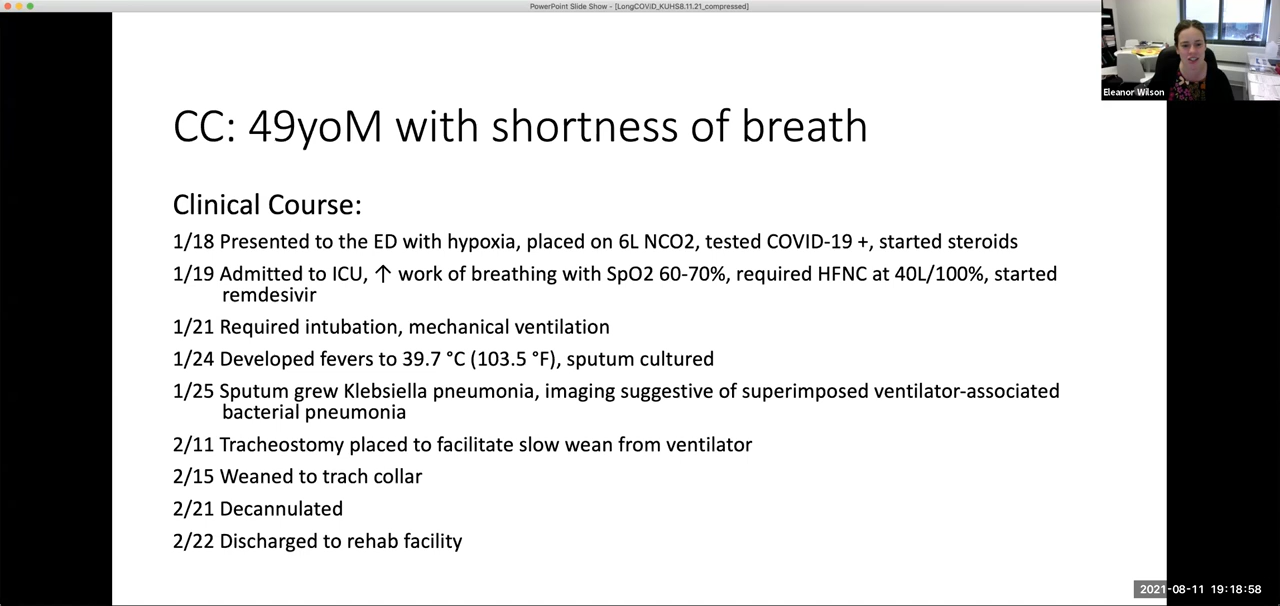 PowerPoint Slide Show - [LongCOViD_KUHS8.11.21_compressed]
Eleanor Wilson
CC: 49yoM with shortness of breath
Clinical Course:
1/18 Presented to the ED with hypoxia, placed on 6L NCO2, tested COVID-19 +, started steroids
1/19 Admitted to ICU, ↑ work of breathing with SpO2 60-70%, required HFNC at 40L/100%, started
remdesivir
1/21 Required intubation, mechanical ventilation
1/24 Developed fevers to 39.7 °C (103.5 °F), sputum cultured
1/25 Sputum grew Klebsiella pneumonia, imaging suggestive of superimposed ventilator-associated
bacterial pneumonia
2/11 Tracheostomy placed to facilitate slow wean from ventilator
2/15 Weaned to trach collar
2/21 Decannulated
2/22 Discharged to rehab facility
2021-08-11 19:18:58